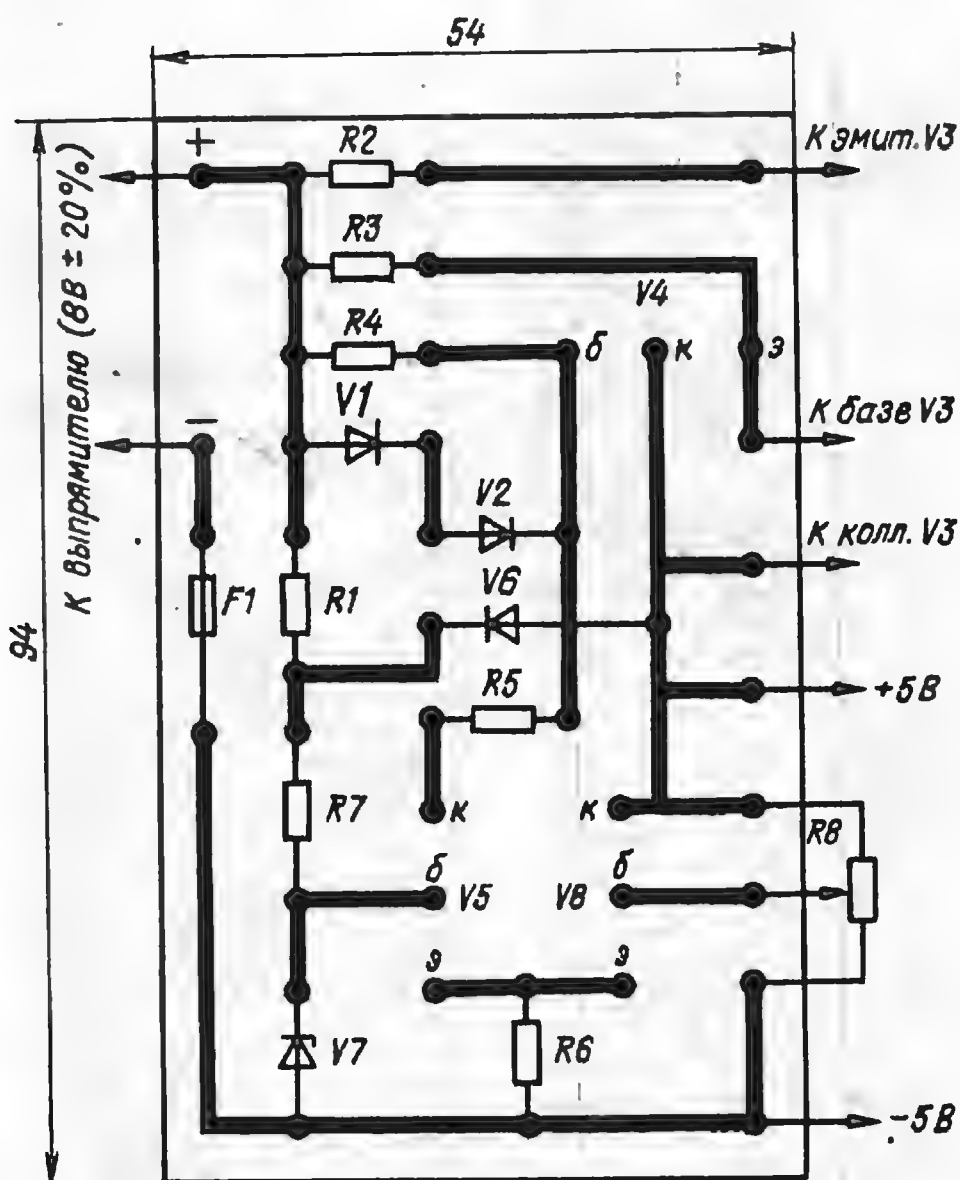 54
+
R2
К эмит. V3
R3
V4
R4
б
к
э
V1
К базе V3
К выпрямителю (8В ± 20%)
—
V2
К колл. V3
F1
R1
V6
94
R5
+5В
R7
к
к
R8
б
V5
б
V8
э
э
V7
R6
-5В